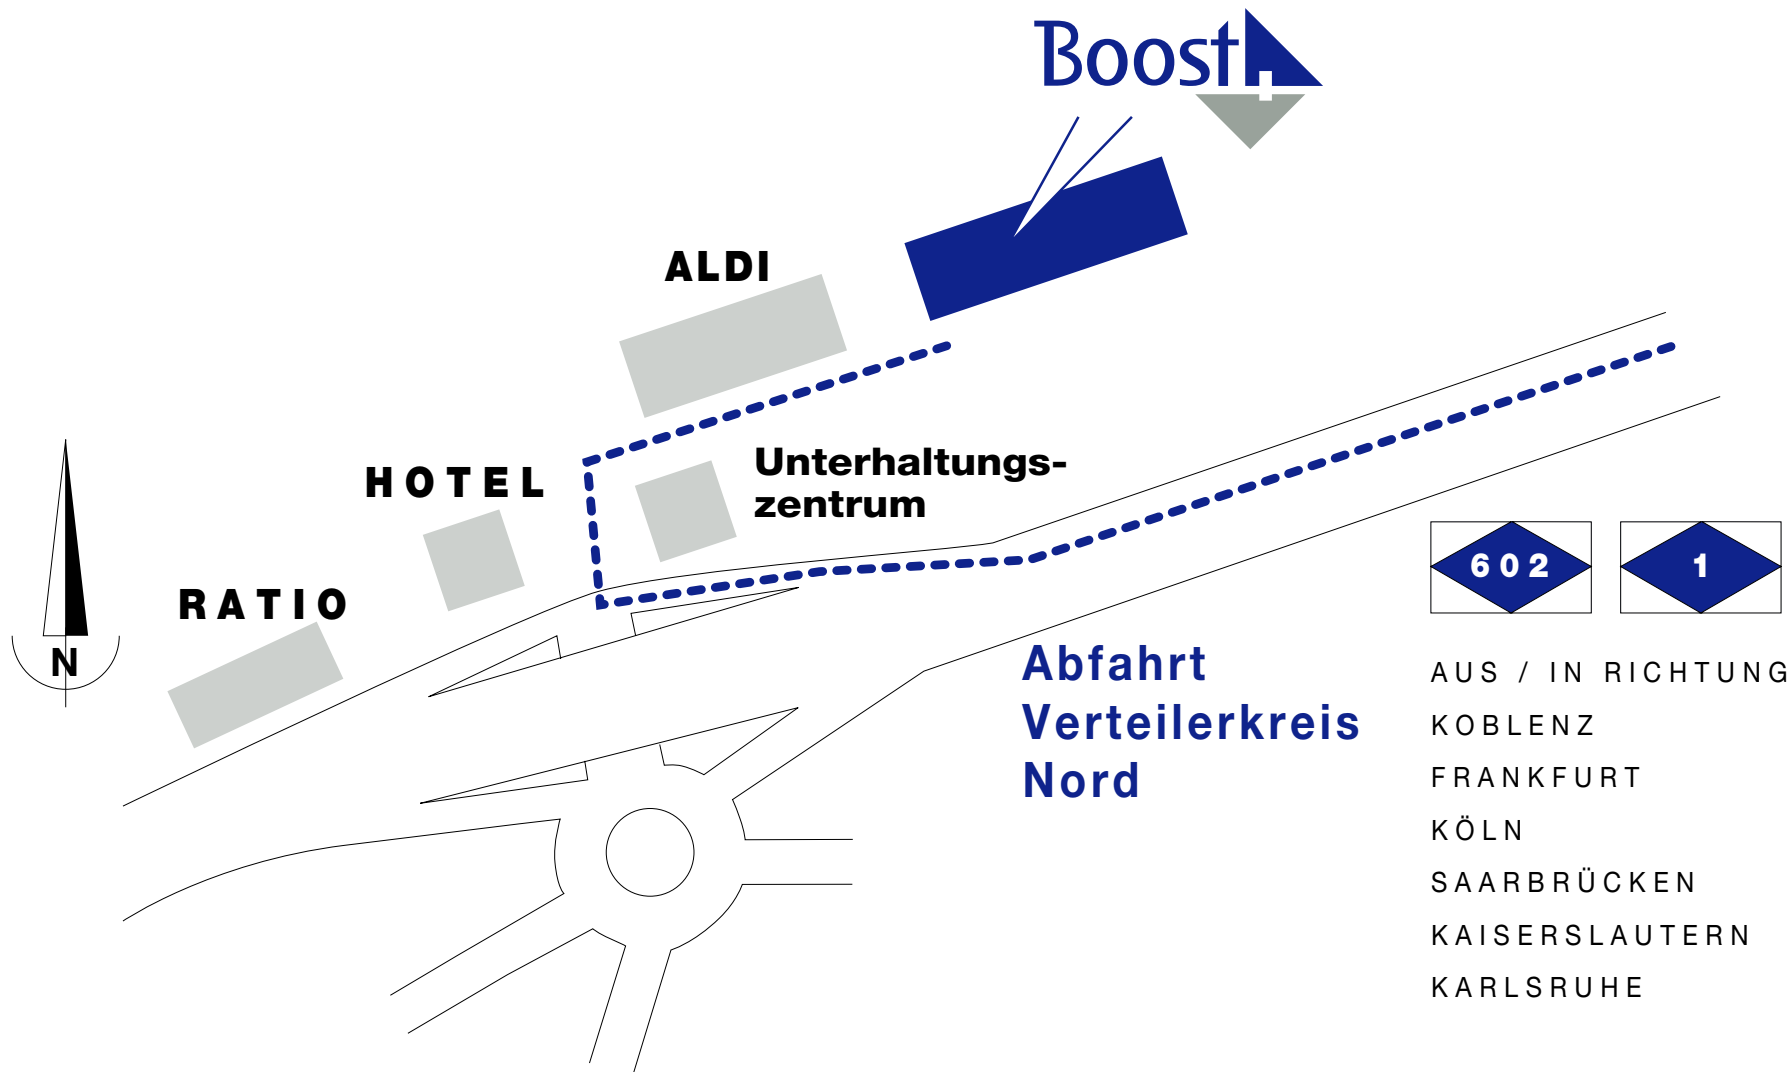 Boost
ALDI
HOTEL
Unterhaltungs-
zentrum
RATIO
N
602
1
Abfahrt
Verteilerkreis
Nord
AUS / IN RICHTUNG
KOBLENZ
FRANKFURT
KÖLN
SAARBRÜCKEN
KAISERSLAUTERN
KARLSRUHE